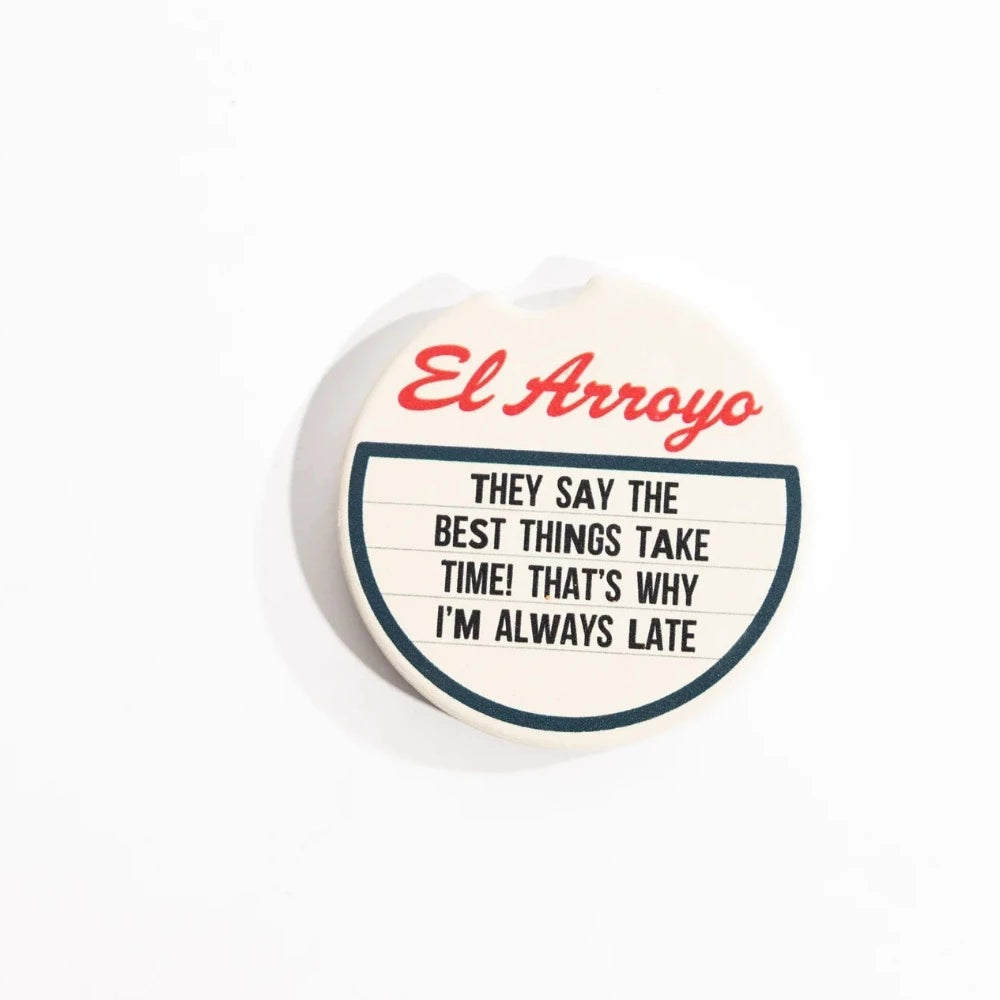 El Arroyo
THEY SAY THE
BEST THINGS TAKE
TIME! THAT'S WHY
I'M ALWAYS LATE